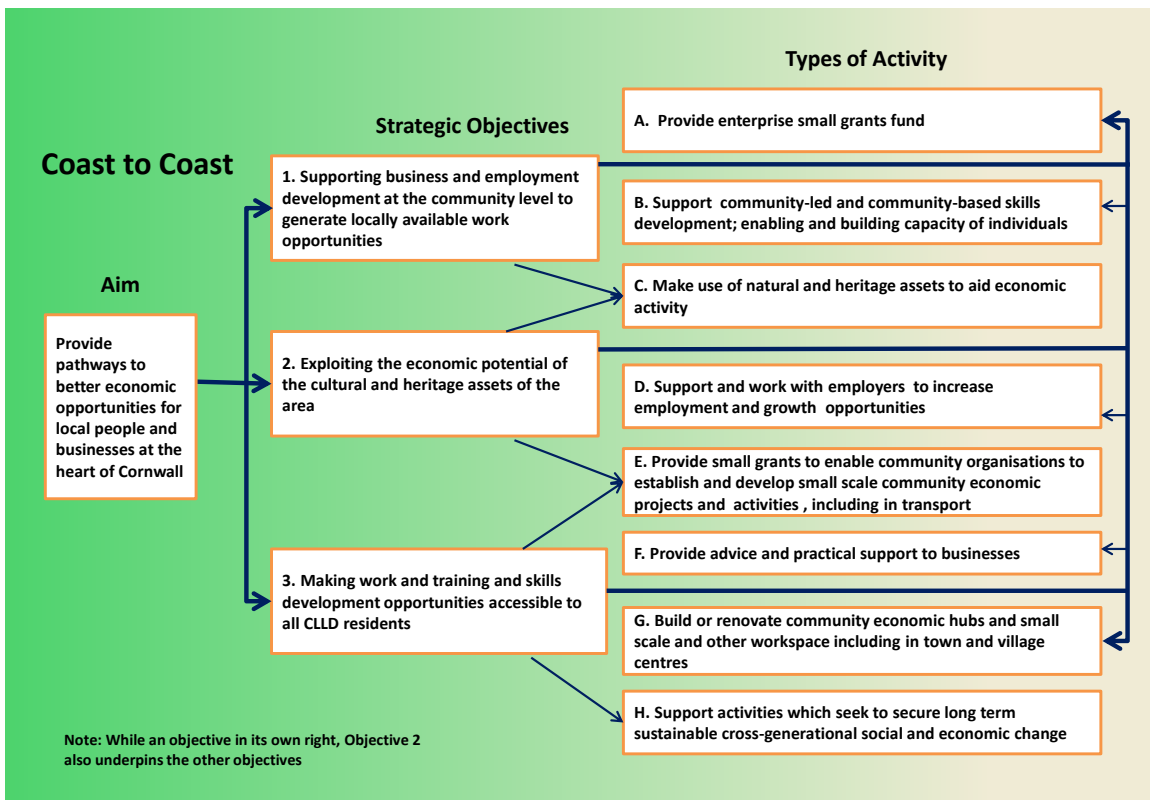 Coast to Coast
Aim
Provide
pathways to
better economic
opportunities for
local people and
businesses at the
heart of Cornwall
Strategic Objectives
1. Supporting business and employment
development at the community level to
generate locally available work
opportunities
2. Exploiting the economic potential of
the cultural and heritage assets of the
area
3. Making work and training and skills
development opportunities accessible to
all CLLD residents
Types of Activity
A. Provide enterprise small grants fund
B. Support community-led and community-based skills
development; enabling and building capacity of individuals
C. Make use of natural and heritage assets to aid economic
activity
D. Support and work with employers to increase
employment and growth opportunities
E. Provide small grants to enable community organisations to
establish and develop small scale community economic
projects and activities , including in transport
F. Provide advice and practical support to businesses
G. Build or renovate community economic hubs and small
scale and other workspace including in town and village
centres
H. Support activities which seek to secure long term
sustainable cross-generational social and economic change
Note: While an objective in its own right, Objective 2
also underpins the other objectives